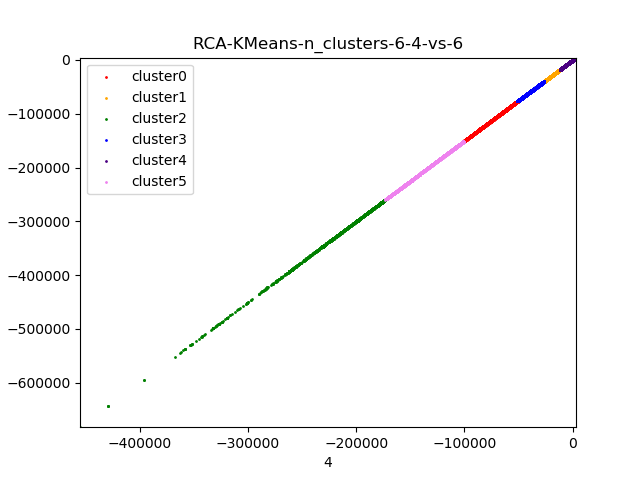 RCA-KMeans-n_clusters-6-4-vs-6
0
−100000
−200000
−300000
−400000
−500000
−600000
cluster0
cluster1
cluster2
cluster3
cluster4
cluster5
−400000 −300000 −200000 −100000 0
4